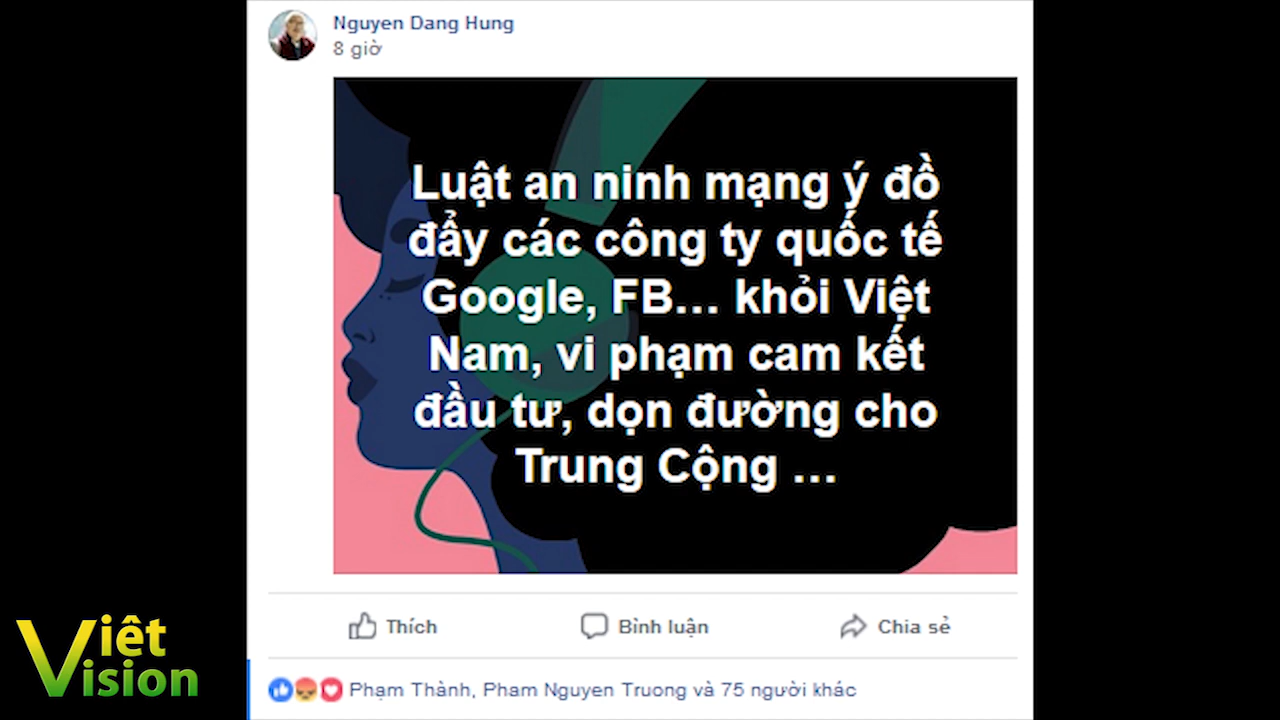 Nguyen Dang Hung
8 giờ
Luật an ninh mạng ý đồ
đẩy các công ty quốc tế
Google, FB... khỏi Việt
Nam, vi phạm cam kết
đầu tư, dọn đường cho
Trung Cộng ...
Thích
Bình luận
Chia sẻ
Phạm Thành, Pham Nguyen Truong và 75 người khác
Việt
Vision